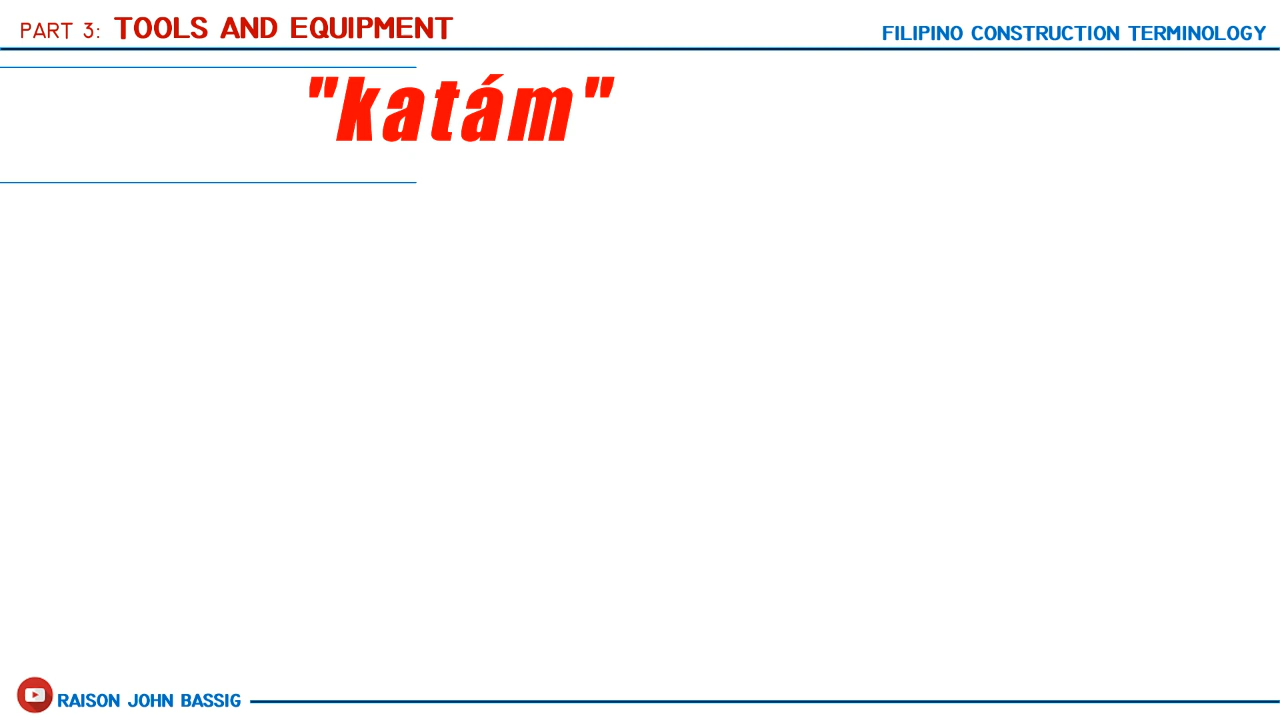 PART 3: TOOLS AND EQUIPMENT
FILIPINO CONSTRUCTION TERMINOLOGY
"katám"
RAISON JOHN BASSIG